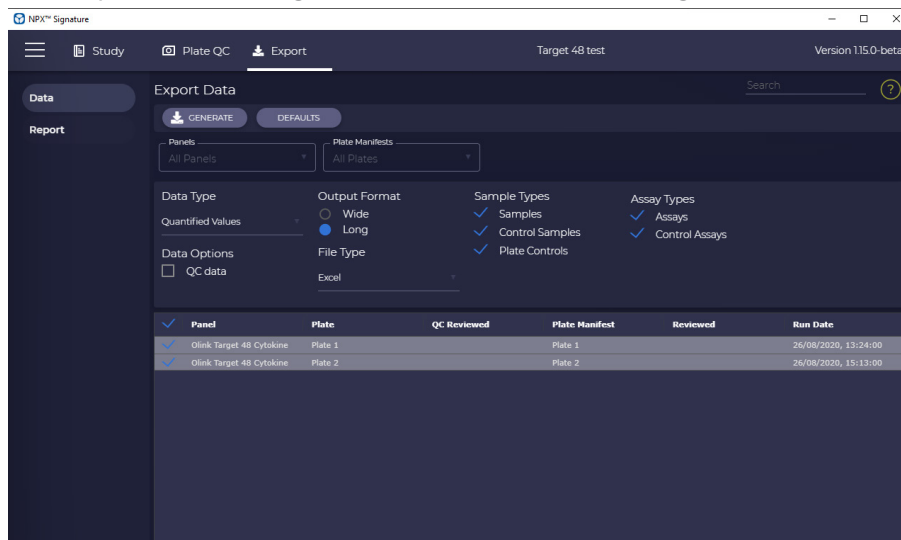 NPX™ Signature
Study Plate QC Export Target 48 test Version 1.15.0-beta
Data
Report
Export Data
Search
?
GENERATE DEFAULTS
Panels Plate Manifests
All Panels All Plates
Data Type Output Format Sample Types Assay Types
Wide Samples Assays
Quantified Values Long Control Samples Control Assays
Data Options File Type Plate Controls
QC data Excel
Panel Plate QC Reviewed Plate Manifest Reviewed Run Date
Olink Target 48 Cytokine Plate 1 Plate 1 26/08/2020, 13:24:00
Olink Target 48 Cytokine Plate 2 Plate 2 26/08/2020, 15:13:00